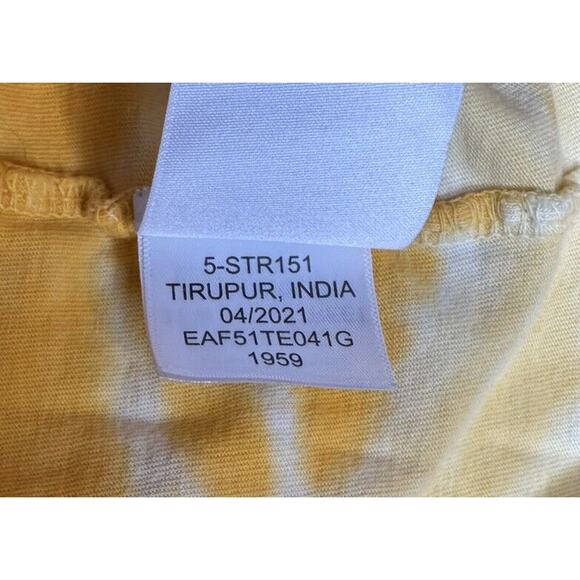 5-STR151
TIRUPUR, INDIA
04/2021
EAF51TE041G
1959